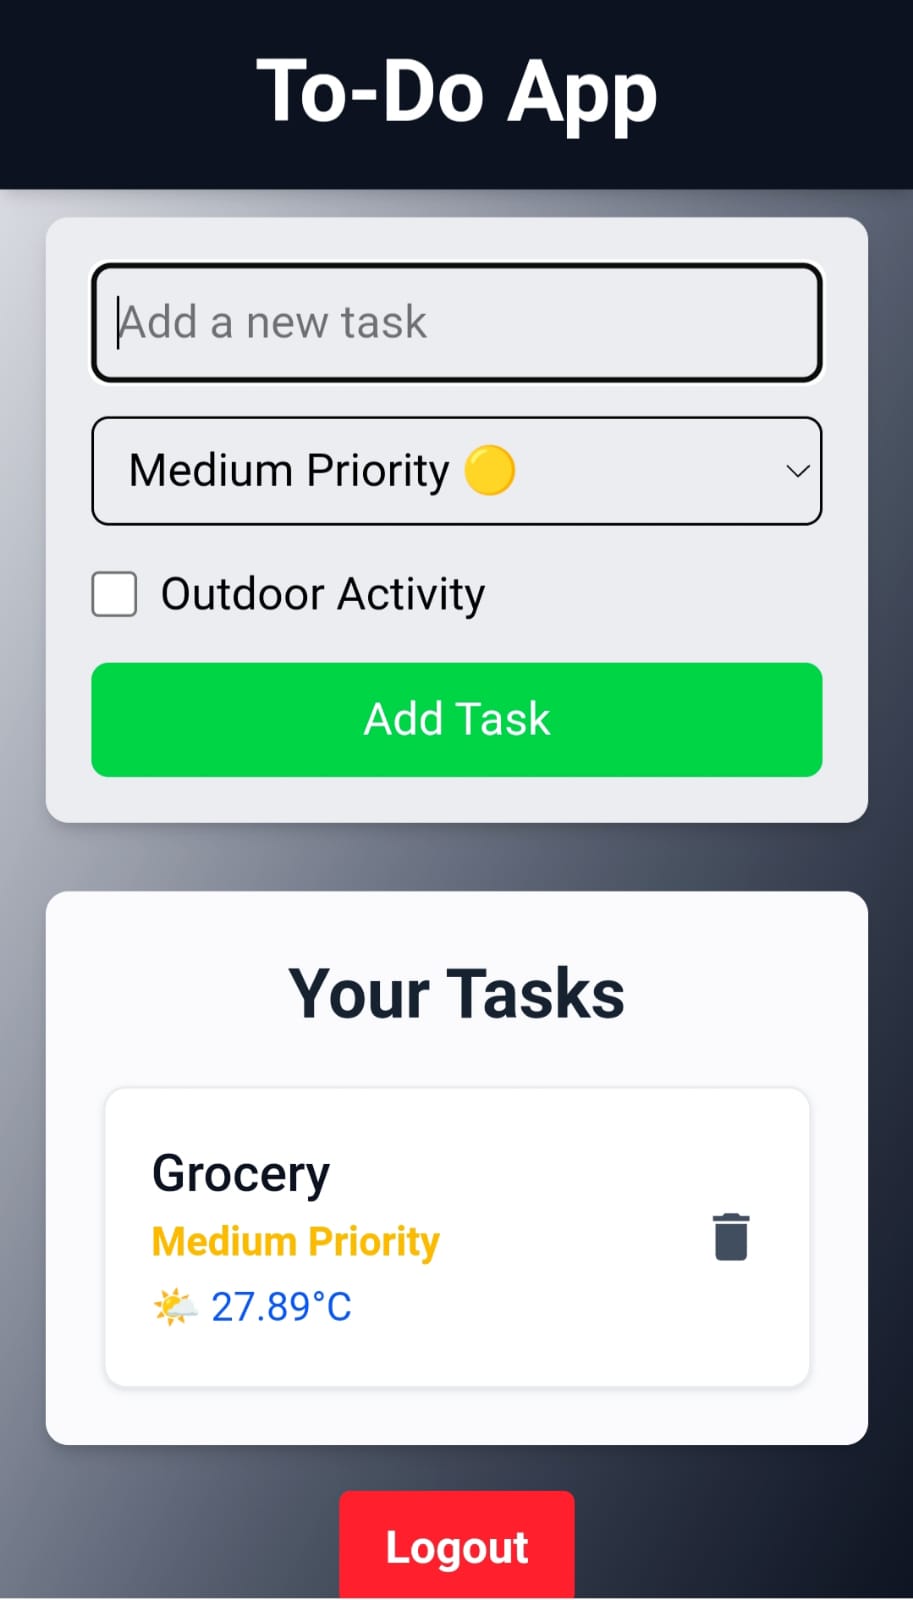 To-Do App
Add a new task
Medium Priority 🟡
Outdoor Activity
Add Task
Your Tasks
Grocery
Medium Priority
🌤️ 27.89°C
Logout